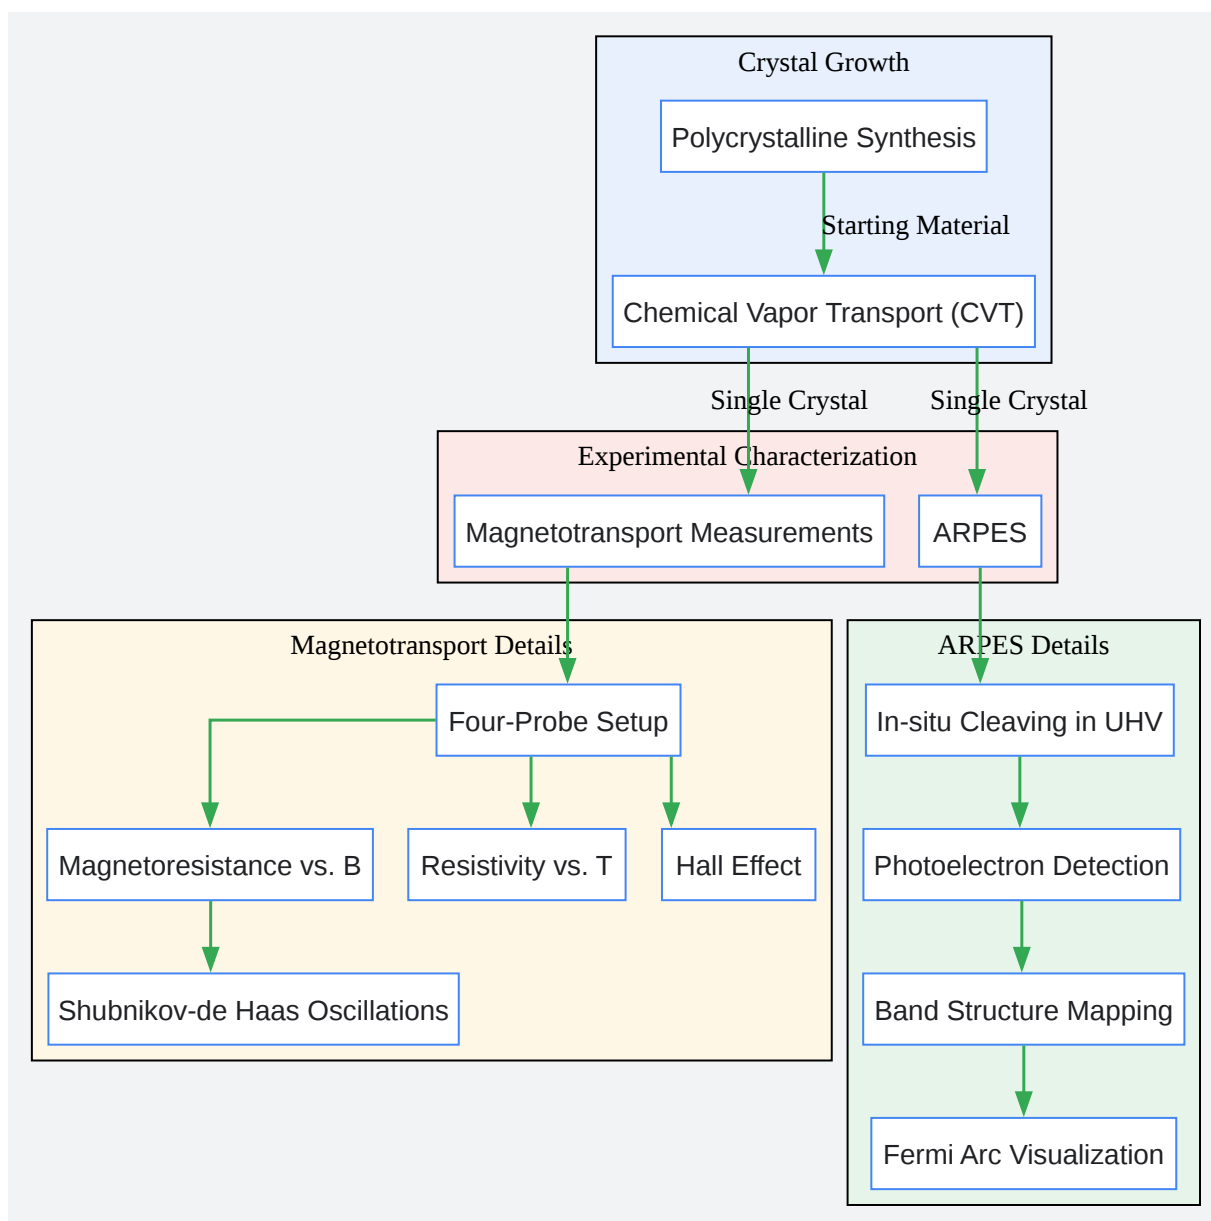 Crystal Growth
Polycrystalline Synthesis
Starting Material
Chemical Vapor Transport (CVT)
Single Crystal
Single Crystal
Experimental Characterization
Magnetotransport Measurements
ARPES
Magnetotransport Details
ARPES Details
Four-Probe Setup
In-situ Cleaving in UHV
Magnetoresistance vs. B
Resistivity vs. T
Hall Effect
Photoelectron Detection
Shubnikov-de Haas Oscillations
Band Structure Mapping
Fermi Arc Visualization